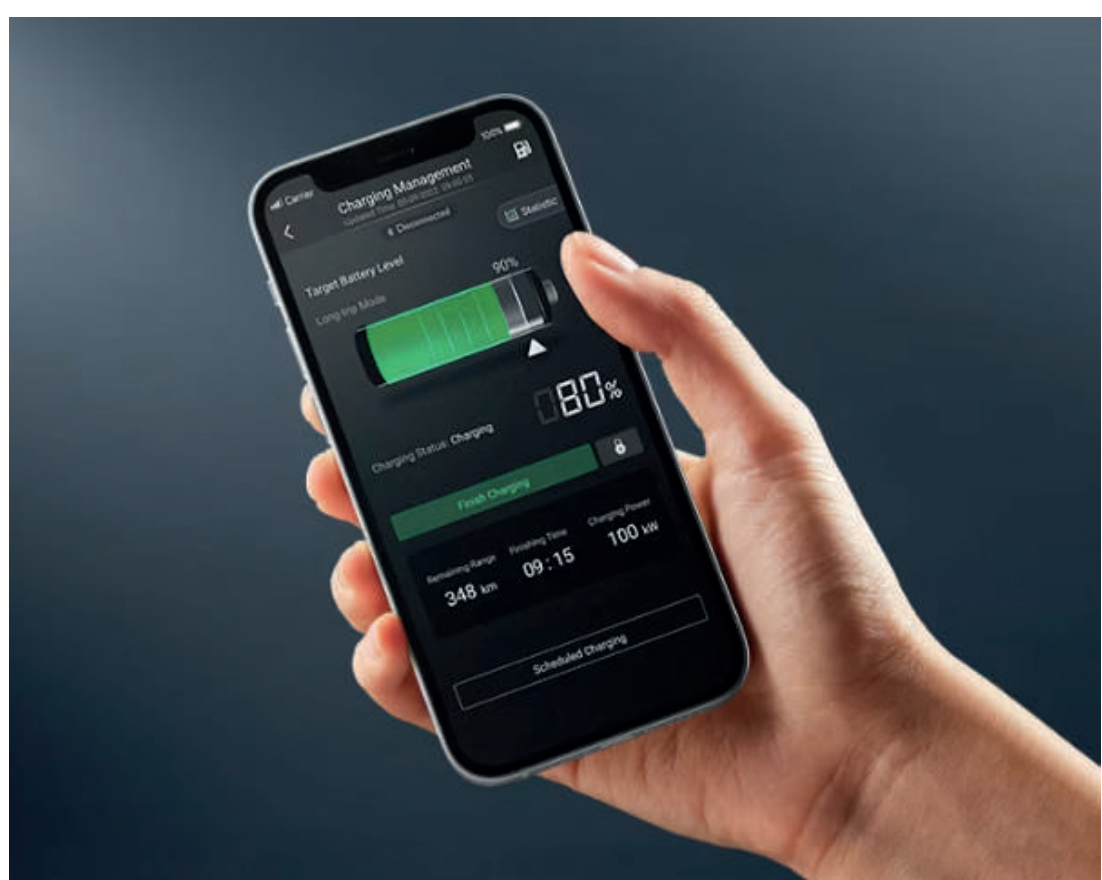 Carrier
100%
Charging Management
Disconnected
Statistic
Target Battery Level
Long-trip Mode
90%
80%
Charging Status: Charging
Finish Charging
Remaining Range
348 km
Finishing Time
09:15
Charging Power
100 kW
Scheduled Charging